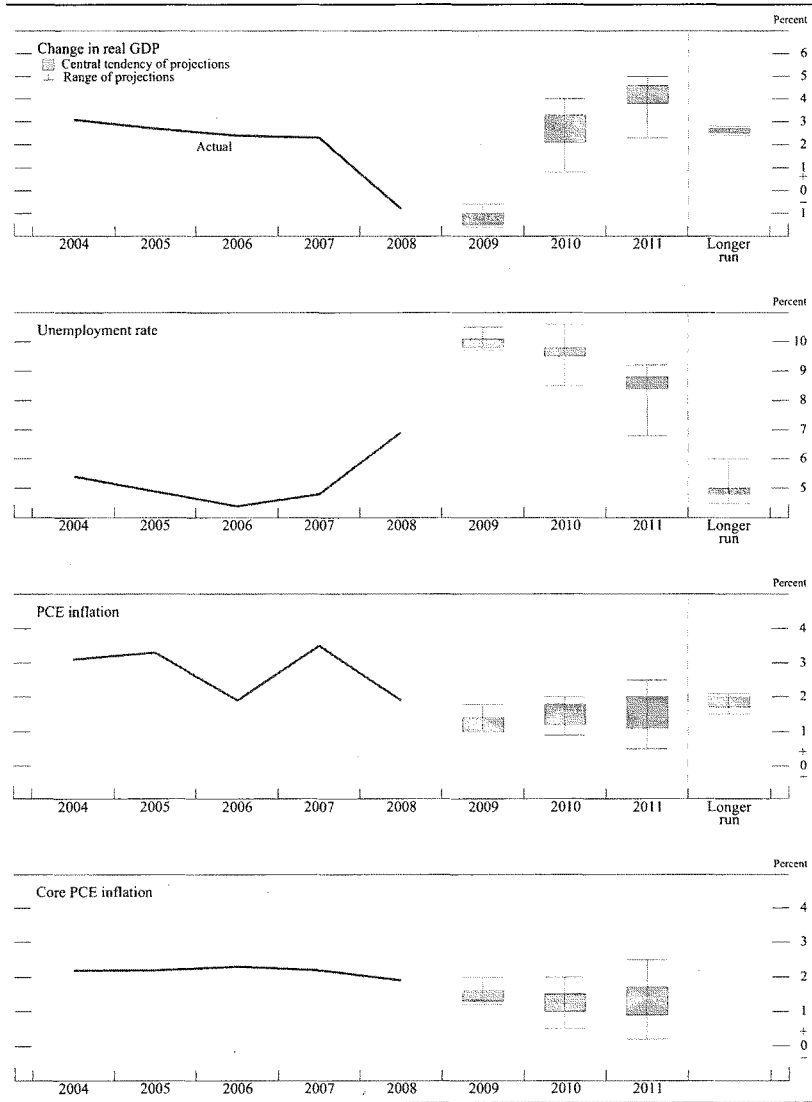 Percent
Change in real GDP
Central tendency of projections
Range of projections
Actual
6
5
4
3
2
1
+
0
–
1
2004 2005 2006 2007 2008 2009 2010 2011 Longer
run
Percent
Unemployment rate
10
9
8
7
6
5
2004 2005 2006 2007 2008 2009 2010 2011 Longer
run
Percent
PCE inflation
4
3
2
1
+
0
–
2004 2005 2006 2007 2008 2009 2010 2011 Longer
run
Percent
Core PCE inflation
4
3
2
1
+
0
–
2004 2005 2006 2007 2008 2009 2010 2011